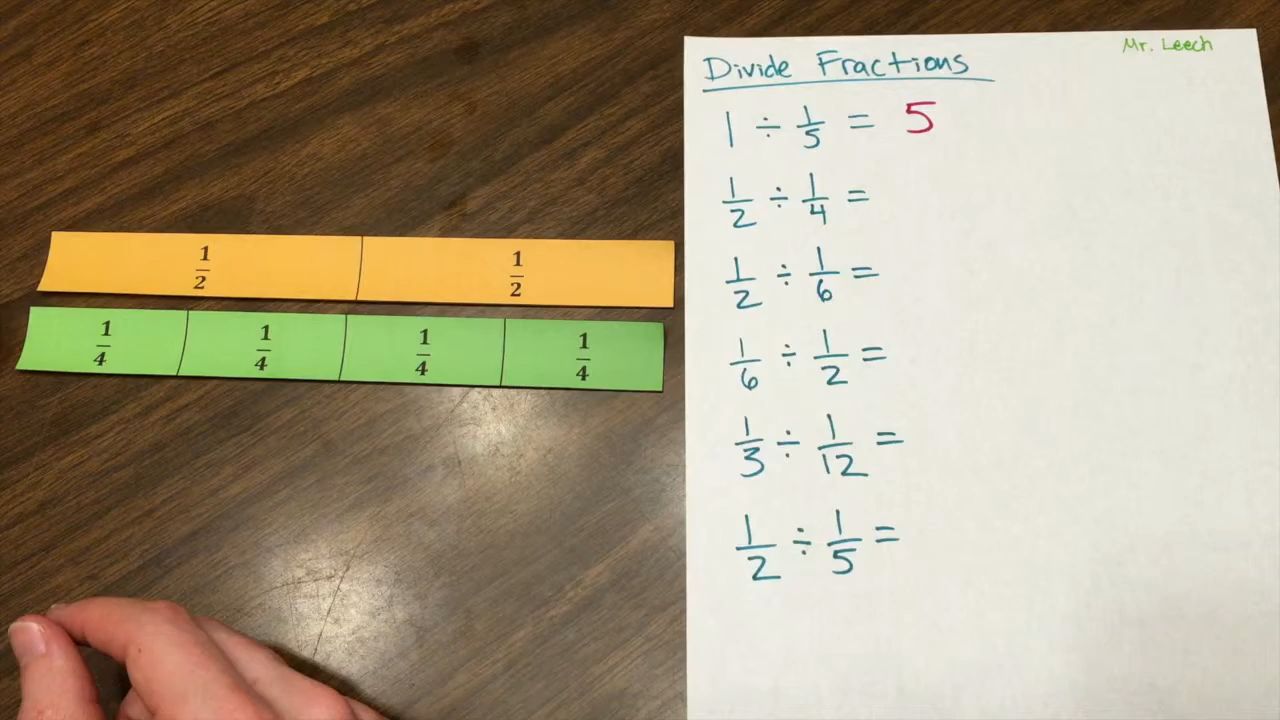 Mr. Leech
Divide Fractions
1 ÷ 1/5 = 5
1/2 ÷ 1/4 =
1/2 ÷ 1/6 =
1/6 ÷ 1/2 =
1/3 ÷ 1/12 =
1/2 ÷ 1/5 =
1/2 1/2
1/4 1/4 1/4 1/4